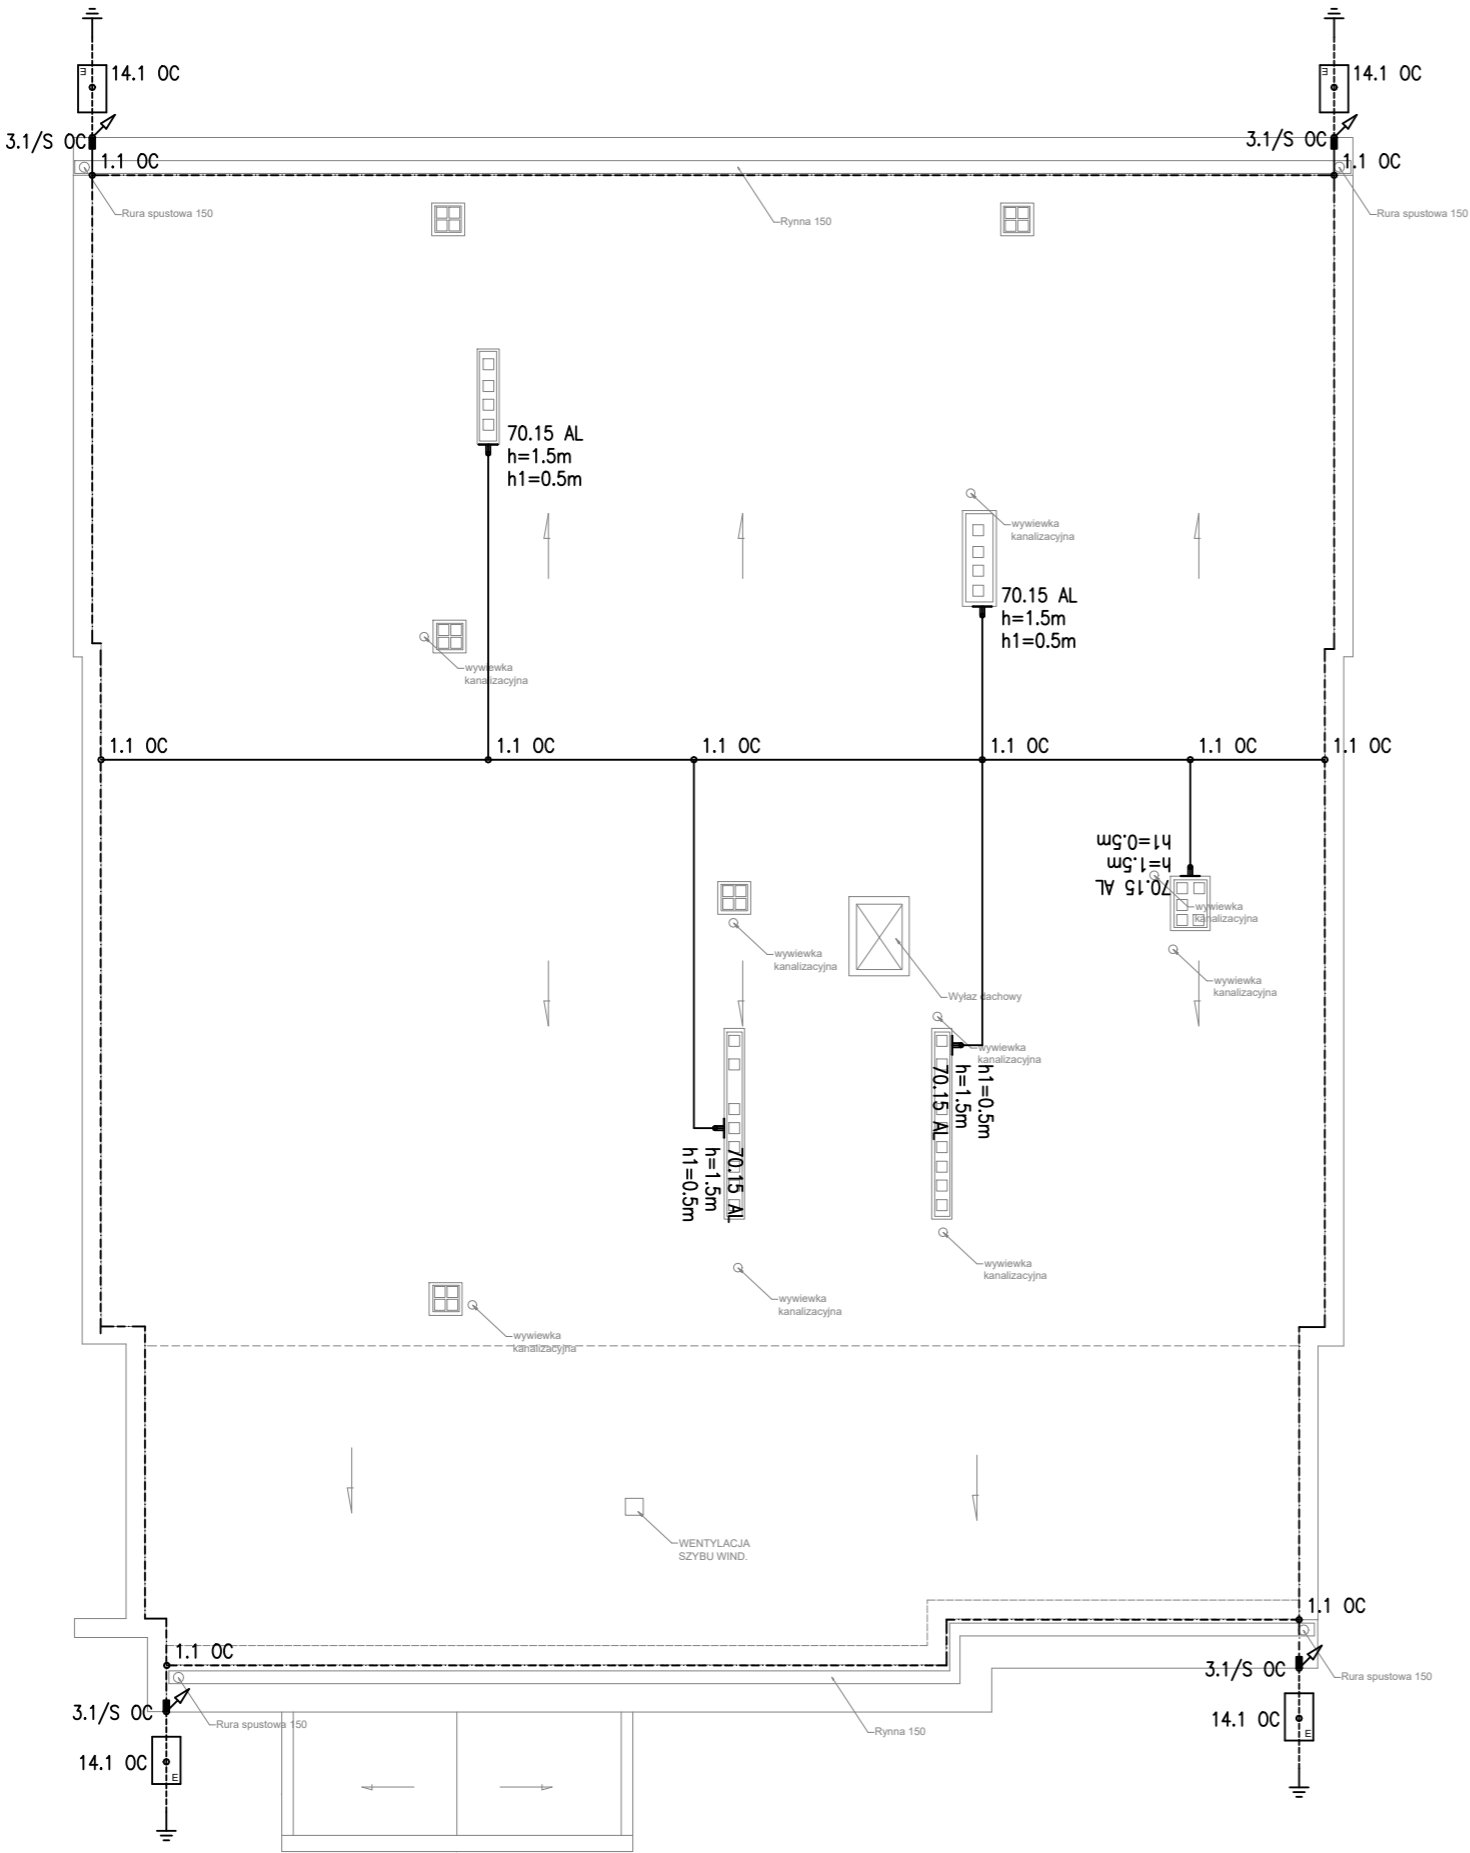 14.1 OC
E
14.1 OC
E
3.1/S OC
3.1/S OC
1.1 OC
1.1 OC
Rura spustowa 150
Rynna 150
Rura spustowa 150
70.15 AL
h=1.5m
h1=0.5m
wywiewka
kanalizacyjna
70.15 AL
h=1.5m
h1=0.5m
wywiewka
kanalizacyjna
1.1 OC
1.1 OC
1.1 OC
1.1 OC
1.1 OC
1.1 OC
70.15 AL
h=1.5m
h1=0.5m
wywiewka
kanalizacyjna
wywiewka
kanalizacyjna
wywiewka
kanalizacyjna
Wyłaz dachowy
wywiewka
kanalizacyjna
70.15 AL
h=1.5m
h1=0.5m
70.15 AL
h=1.5m
h1=0.5m
wywiewka
kanalizacyjna
wywiewka
kanalizacyjna
wywiewka
kanalizacyjna
WENTYLACJA
SZYBU WIND.
1.1 OC
1.1 OC
3.1/S OC
Rura spustowa 150
3.1/S OC
Rura spustowa 150
Rynna 150
14.1 OC
E
14.1 OC
E